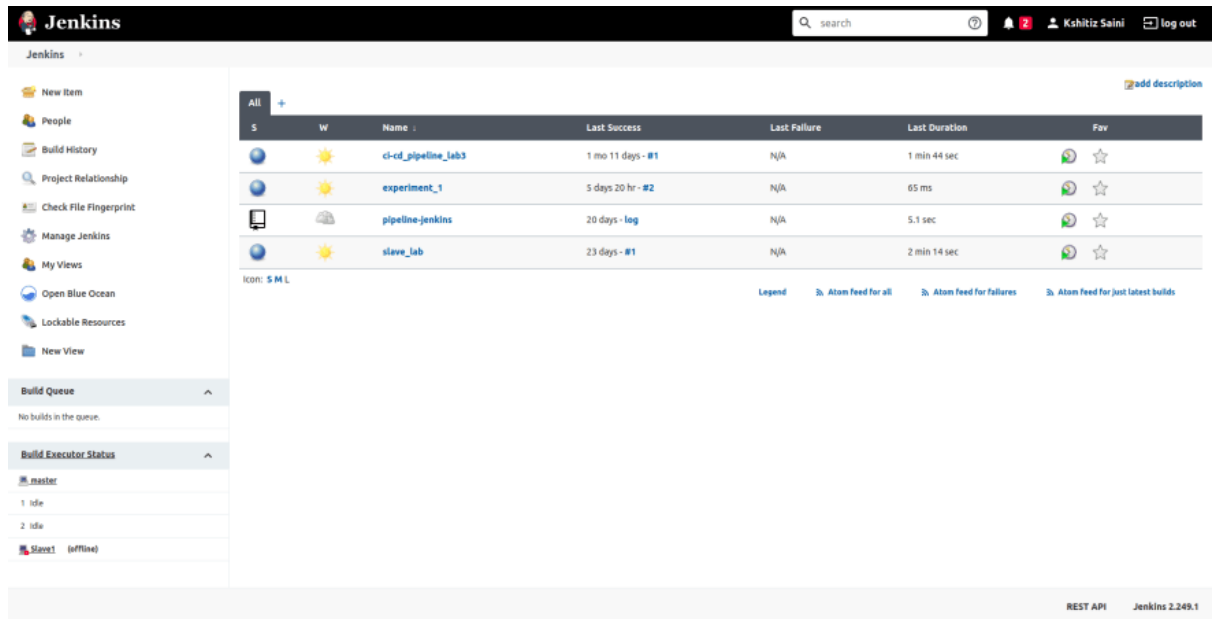 Jenkins
search
2
Kshitiz Saini
log out
Jenkins
New Item
People
Build History
Project Relationship
Check File Fingerprint
Manage Jenkins
My Views
Open Blue Ocean
Lockable Resources
New View
Build Queue
No builds in the queue.
Build Executor Status
master
1 Idle
2 Idle
Slave1 (offline)
add description
All +
S W Name ↓ Last Success Last Failure Last Duration Fav
ci-cd_pipeline_lab3 1 mo 11 days - #1 N/A 1 min 44 sec
experiment_1 5 days 20 hr - #2 N/A 65 ms
pipeline-jenkins 20 days - log N/A 5.1 sec
slave_lab 23 days - #1 N/A 2 min 14 sec
Icon: S M L
Legend Atom feed for all Atom feed for failures Atom feed for just latest builds
REST API Jenkins 2.249.1